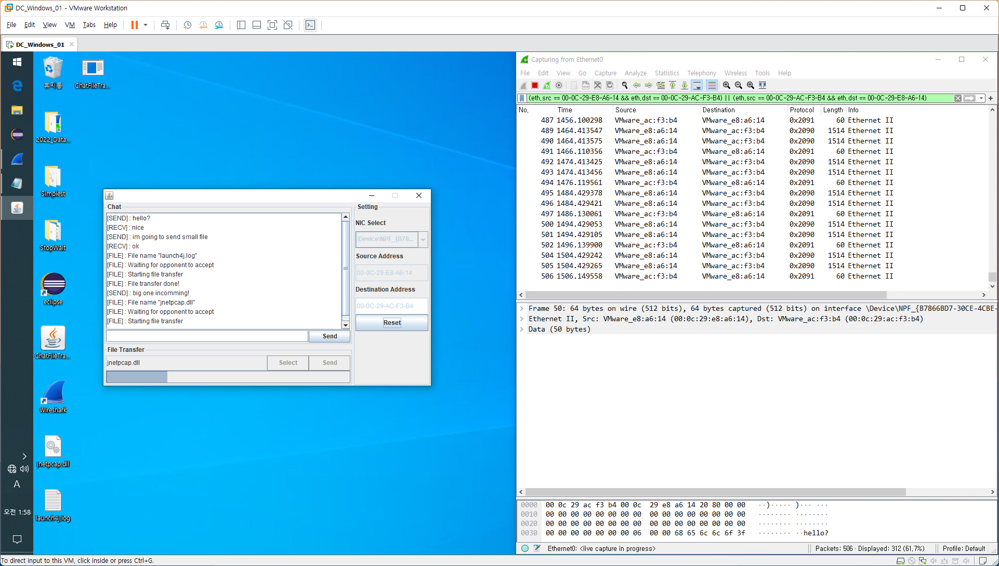 DC_Windows_01 - VMware Workstation
File Edit View VM Tabs Help
DC_Windows_01
휴지통
ChatFileTra...
2022_Data...
Simplest
StopWait
eclipse
ChatFileTra...
Wireshark
jnetpcap.dll
launch4j.log
A
오전 1:58
Chat
[SEND] : hello?
[RECV] : nice
[SEND] : im going to send small file
[RECV] : ok
[FILE] : File name "launch4j.log"
[FILE] : Waiting for opponent to accept
[FILE] : Starting file transfer
[FILE] : File transfer done!
[SEND] : big one incomming!
[FILE] : File name "jnetpcap.dll"
[FILE] : Waiting for opponent to accept
[FILE] : Starting file transfer
Send
File Transfer
jnetpcap.dll Select Send
Setting
NIC Select
\Device\NPF_{B78...
Source Address
00-0C-29-E8-A6-14
Destination Address
00-0C-29-AC-F3-B4
Reset
Capturing from Ethernet0
File Edit View Go Capture Analyze Statistics Telephony Wireless Tools Help
(eth.src == 00-0C-29-E8-A6-14 && eth.dst == 00-0C-29-AC-F3-B4) || (eth.src == 00-0C-29-AC-F3-B4 && eth.dst == 00-0C-29-E8-A6-14)
No. Time Source Destination Protocol Length Info
487 1456.100298 VMware_ac:f3:b4 VMware_e8:a6:14 0x2091 60 Ethernet II
489 1464.413547 VMware_e8:a6:14 VMware_ac:f3:b4 0x2090 1514 Ethernet II
490 1464.413575 VMware_e8:a6:14 VMware_ac:f3:b4 0x2090 1514 Ethernet II
491 1466.110356 VMware_ac:f3:b4 VMware_e8:a6:14 0x2091 60 Ethernet II
492 1474.413425 VMware_e8:a6:14 VMware_ac:f3:b4 0x2090 1514 Ethernet II
493 1474.413456 VMware_e8:a6:14 VMware_ac:f3:b4 0x2090 1514 Ethernet II
494 1476.119561 VMware_ac:f3:b4 VMware_e8:a6:14 0x2091 60 Ethernet II
495 1484.429378 VMware_e8:a6:14 VMware_ac:f3:b4 0x2090 1514 Ethernet II
496 1484.429421 VMware_e8:a6:14 VMware_ac:f3:b4 0x2090 1514 Ethernet II
497 1486.130061 VMware_ac:f3:b4 VMware_e8:a6:14 0x2091 60 Ethernet II
500 1494.429053 VMware_e8:a6:14 VMware_ac:f3:b4 0x2090 1514 Ethernet II
501 1494.429105 VMware_e8:a6:14 VMware_ac:f3:b4 0x2090 1514 Ethernet II
502 1496.139900 VMware_ac:f3:b4 VMware_e8:a6:14 0x2091 60 Ethernet II
504 1504.429242 VMware_e8:a6:14 VMware_ac:f3:b4 0x2090 1514 Ethernet II
505 1504.429265 VMware_e8:a6:14 VMware_ac:f3:b4 0x2090 1514 Ethernet II
506 1506.149558 VMware_ac:f3:b4 VMware_e8:a6:14 0x2091 60 Ethernet II
Frame 50: 64 bytes on wire (512 bits), 64 bytes captured (512 bits) on interface \Device\NPF_{B7866BD7-30CE-4CBE-
Ethernet II, Src: VMware_e8:a6:14 (00:0c:29:e8:a6:14), Dst: VMware_ac:f3:b4 (00:0c:29:ac:f3:b4)
Data (50 bytes)
0000 00 0c 29 ac f3 b4 00 0c 29 e8 a6 14 20 80 00 00 ··)····· )··· ···
0010 00 00 00 00 00 00 00 00 00 00 00 00 00 00 00 00 ········ ········
0020 00 00 00 00 00 00 00 00 00 00 00 00 00 00 00 00 ········ ········
0030 00 00 00 00 00 00 00 06 00 00 68 65 6c 6c 6f 3f ········ ··hello?
Ethernet0: <live capture in progress> Packets: 506 · Displayed: 312 (61.7%) Profile: Default
To direct input to this VM, click inside or press Ctrl+G.